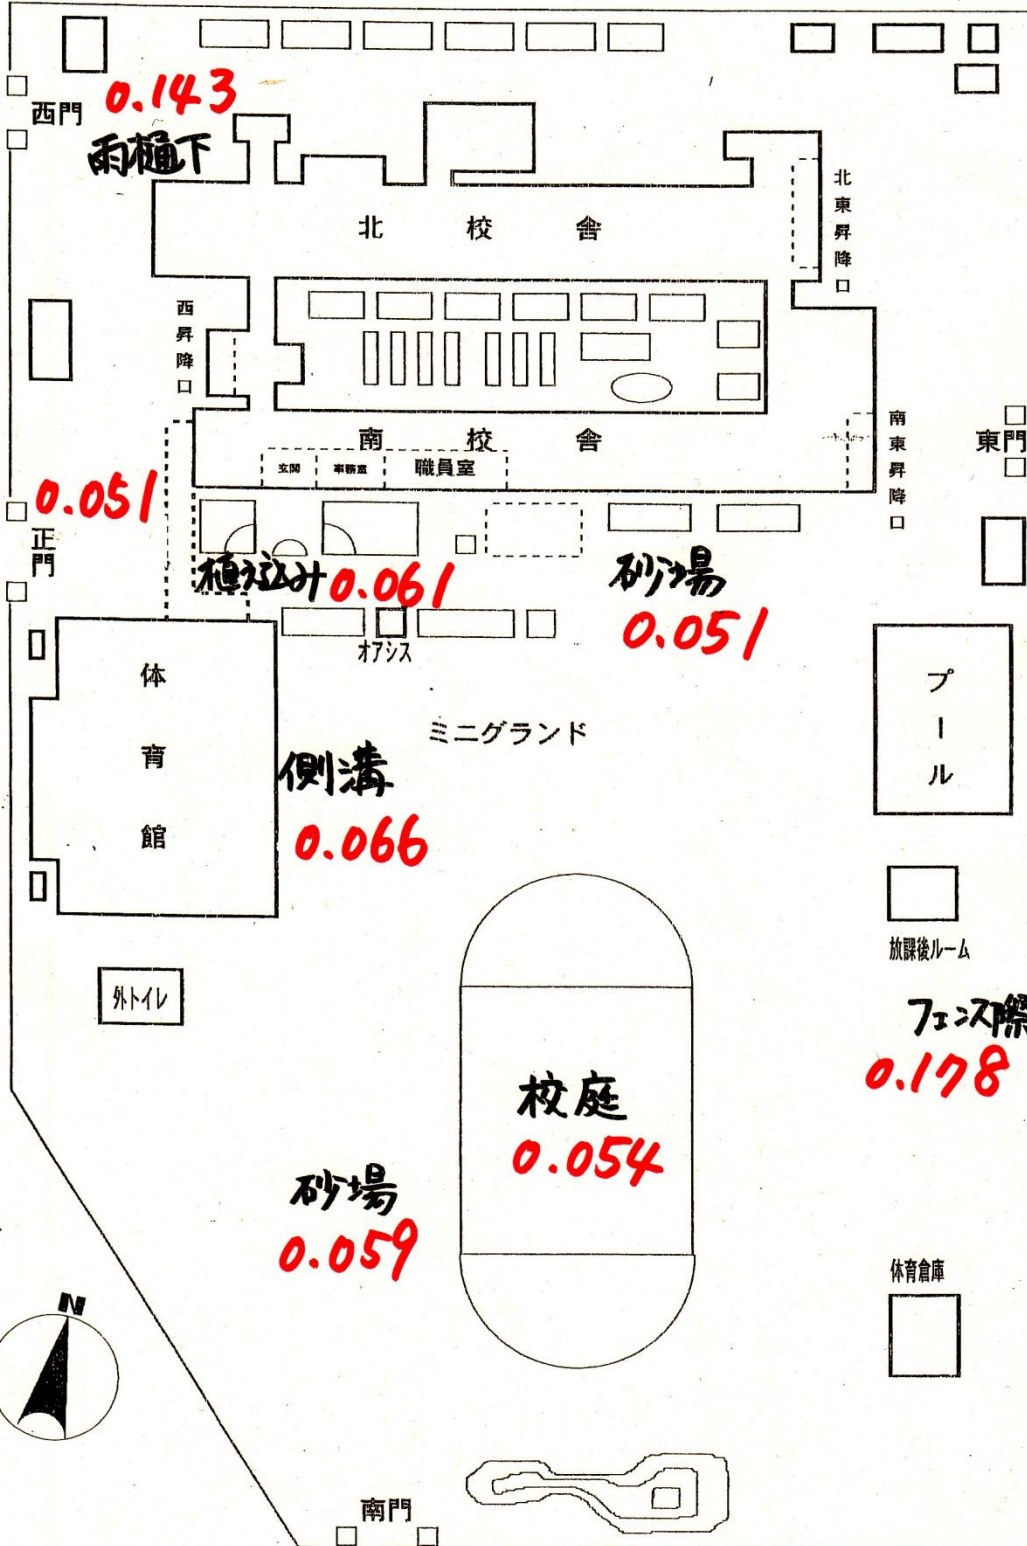 西門
0.143
雨樋下
北校舎
北東昇降口
西昇降口
南校舎
玄関
事務室
職員室
南東昇降口
東門
0.051
正門
植え込み 0.061
砂場
0.051
オアシス
体育館
ミニグランド
プール
側溝
0.066
放課後ルーム
外トイレ
フェンス際
0.178
校庭
0.054
砂場
0.059
体育倉庫
N
南門